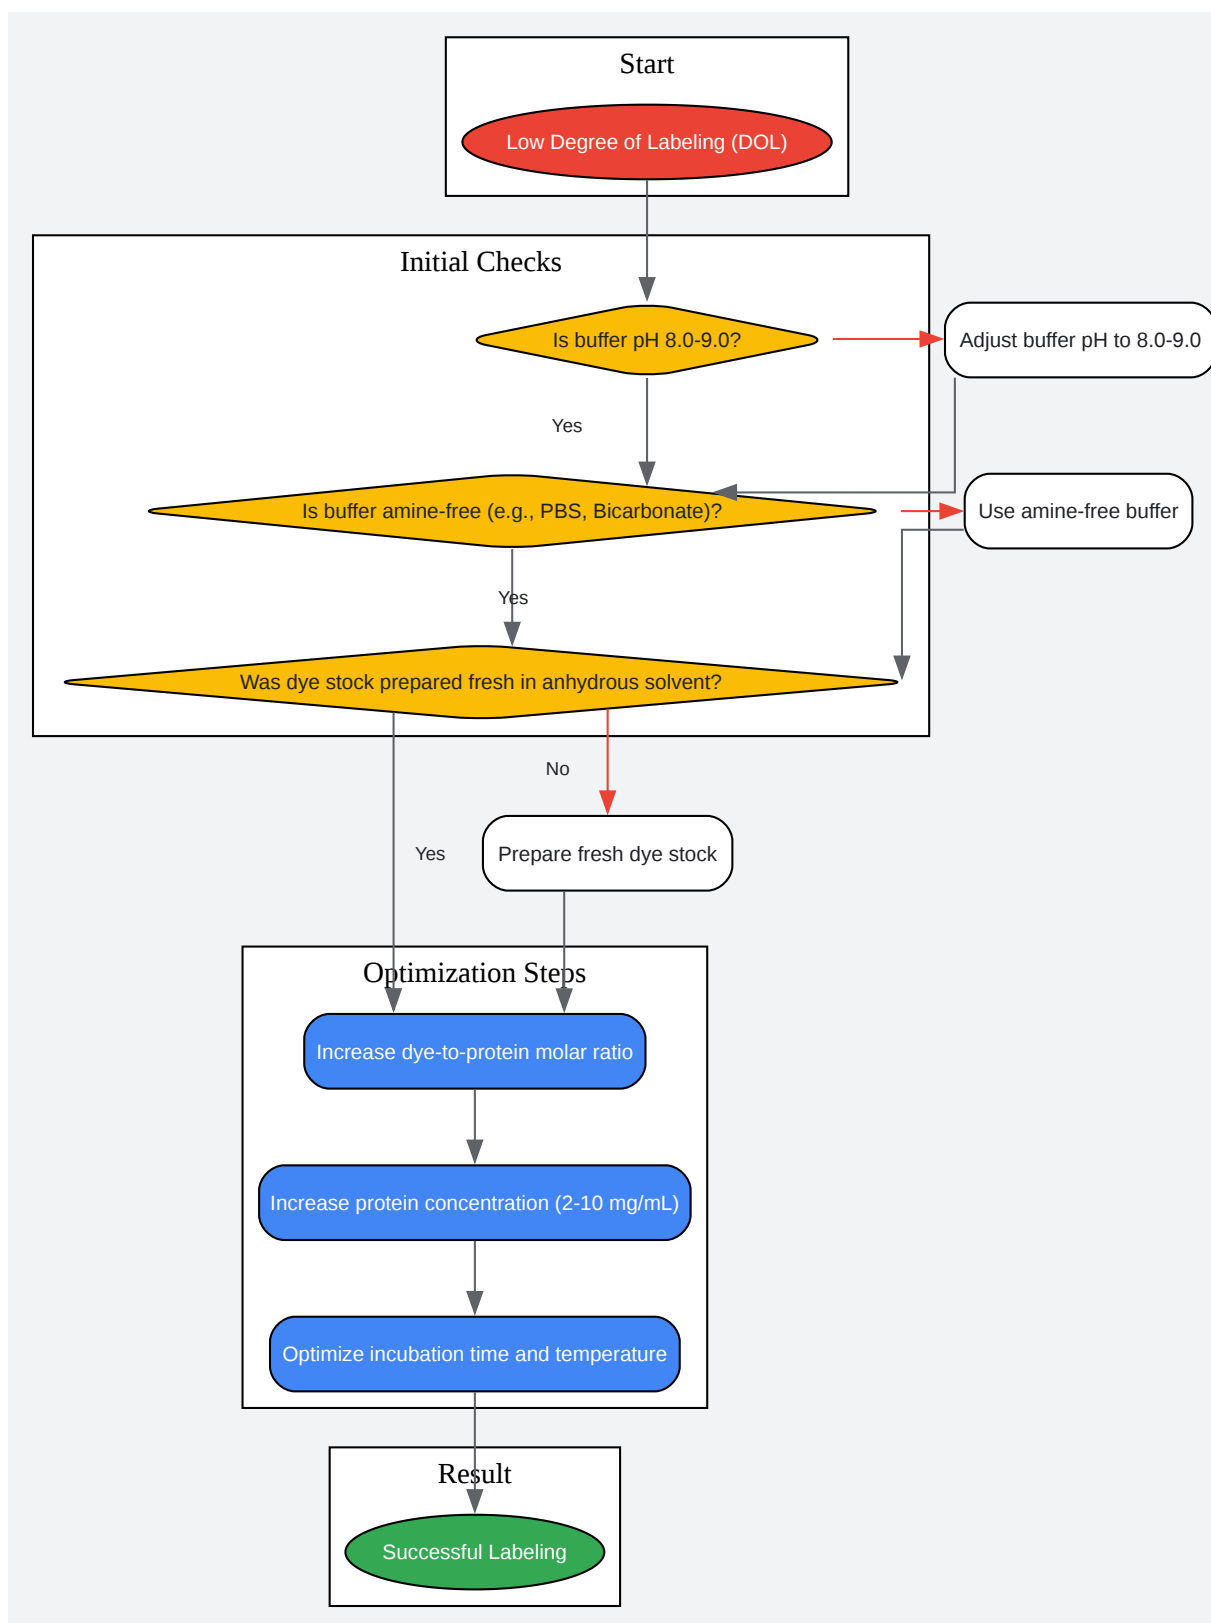 Start
Low Degree of Labeling (DOL)
Initial Checks
Is buffer pH 8.0-9.0?
Adjust buffer pH to 8.0-9.0
Yes
Is buffer amine-free (e.g., PBS, Bicarbonate)?
Use amine-free buffer
Yes
Was dye stock prepared fresh in anhydrous solvent?
No
Yes
Prepare fresh dye stock
Optimization Steps
Increase dye-to-protein molar ratio
Increase protein concentration (2-10 mg/mL)
Optimize incubation time and temperature
Result
Successful Labeling